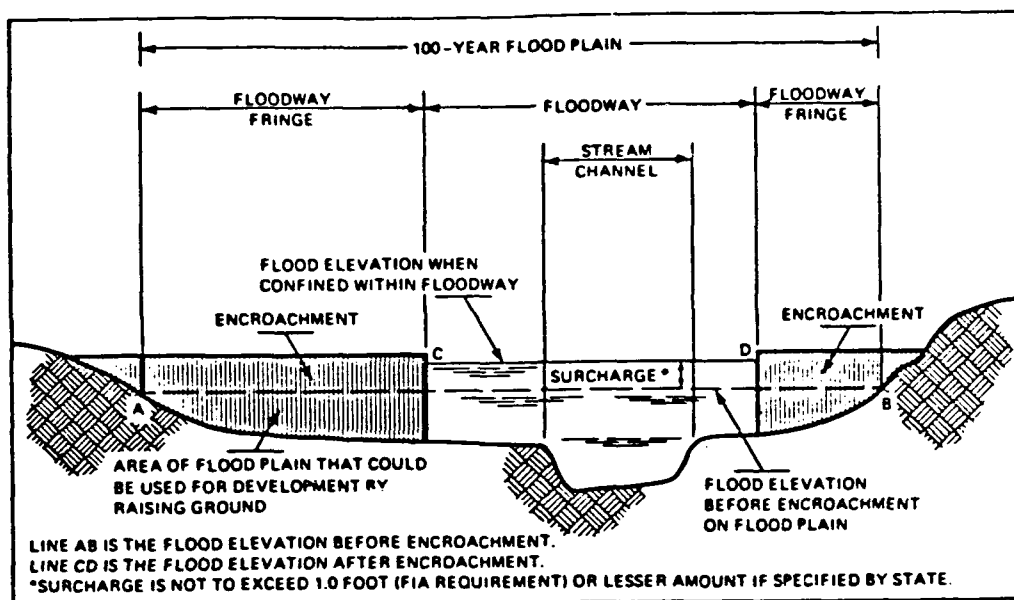 100-YEAR FLOOD PLAIN
FLOODWAY
FRINGE
FLOODWAY
FLOODWAY
FRINGE
STREAM
CHANNEL
FLOOD ELEVATION WHEN
CONFINED WITHIN FLOODWAY
ENCROACHMENT
ENCROACHMENT
C
D
SURCHARGE*
A
B
AREA OF FLOOD PLAIN THAT COULD
BE USED FOR DEVELOPMENT BY
RAISING GROUND
FLOOD ELEVATION
BEFORE ENCROACHMENT
ON FLOOD PLAIN
LINE AB IS THE FLOOD ELEVATION BEFORE ENCROACHMENT.
LINE CD IS THE FLOOD ELEVATION AFTER ENCROACHMENT.
*SURCHARGE IS NOT TO EXCEED 1.0 FOOT (FIA REQUIREMENT) OR LESSER AMOUNT IF SPECIFIED BY STATE.